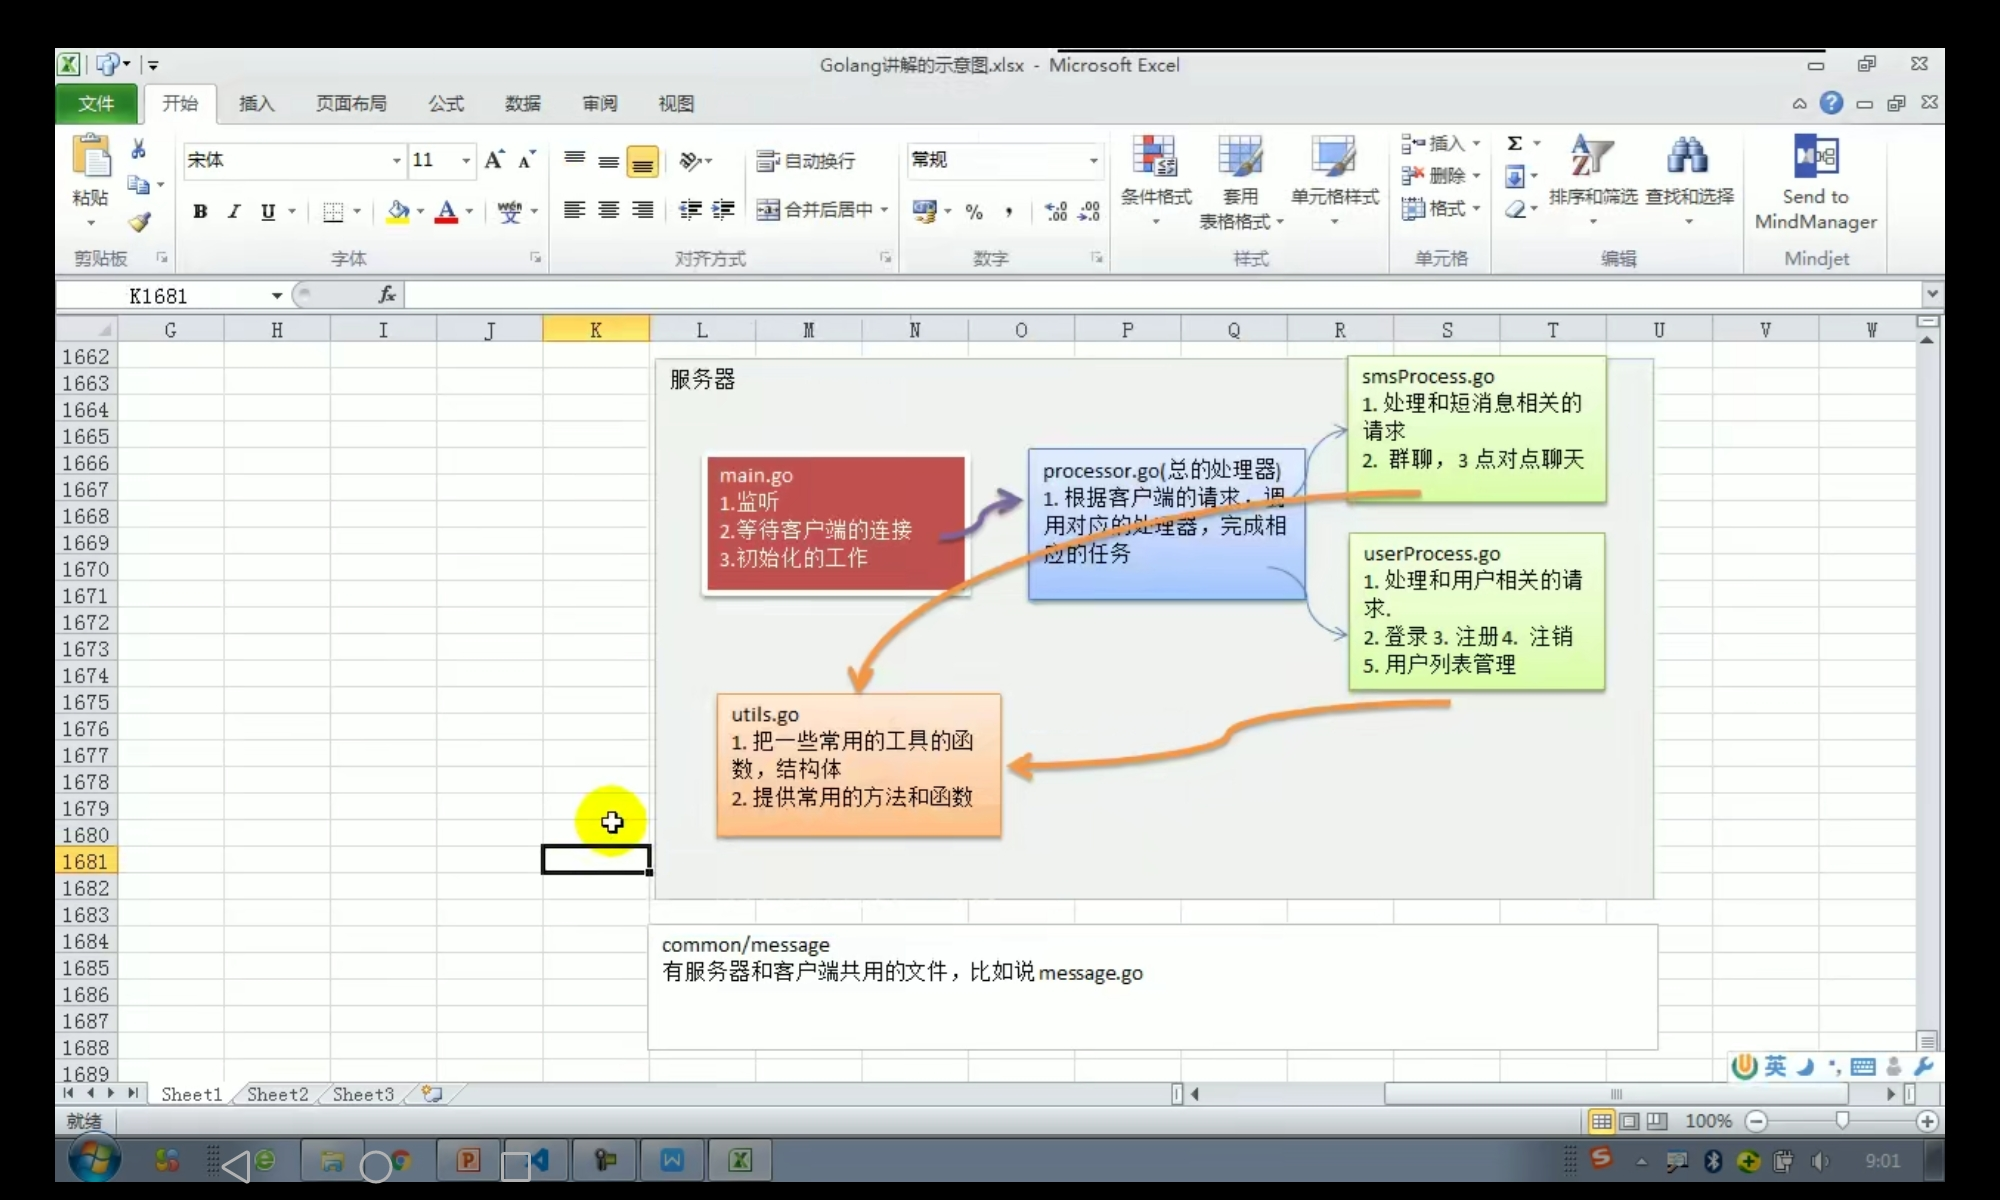 Golang讲解的示意图.xlsx - Microsoft Excel
文件 开始 插入 页面布局 公式 数据 审阅 视图
宋体 11 自动换行 常规 插入
粘贴 条件格式 套用 单元格样式 删除 排序和筛选 查找和选择 Send to
合并后居中 表格格式 格式 MindManager
剪贴板 字体 对齐方式 数字 样式 单元格 编辑 Mindjet
K1681
G H I J K L M N O P Q R S T U V W
1662
1663
1664
1665
1666
1667
1668
1669
1670
1671
1672
1673
1674
1675
1676
1677
1678
1679
1680
1681
1682
1683
1684
1685
1686
1687
1688
1689
服务器
main.go
1.监听
2.等待客户端的连接
3.初始化的工作
processor.go(总的处理器)
1. 根据客户端的请求，调
用对应的处理器，完成相
应的任务
smsProcess.go
1. 处理和短消息相关的
请求
2. 群聊，3 点对点聊天
userProcess.go
1. 处理和用户相关的请
求.
2. 登录 3. 注册 4. 注销
5. 用户列表管理
utils.go
1. 把一些常用的工具的函
数，结构体
2. 提供常用的方法和函数
common/message
有服务器和客户端共用的文件，比如说 message.go
英
Sheet1 Sheet2 Sheet3
就绪 100%
9:01